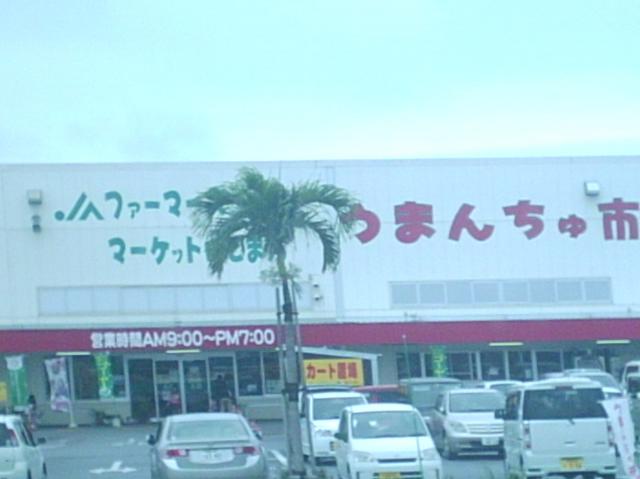 JAファーマー
マーケット
うまんちゅ市
営業時間AM9:00〜PM7:00
カート置場